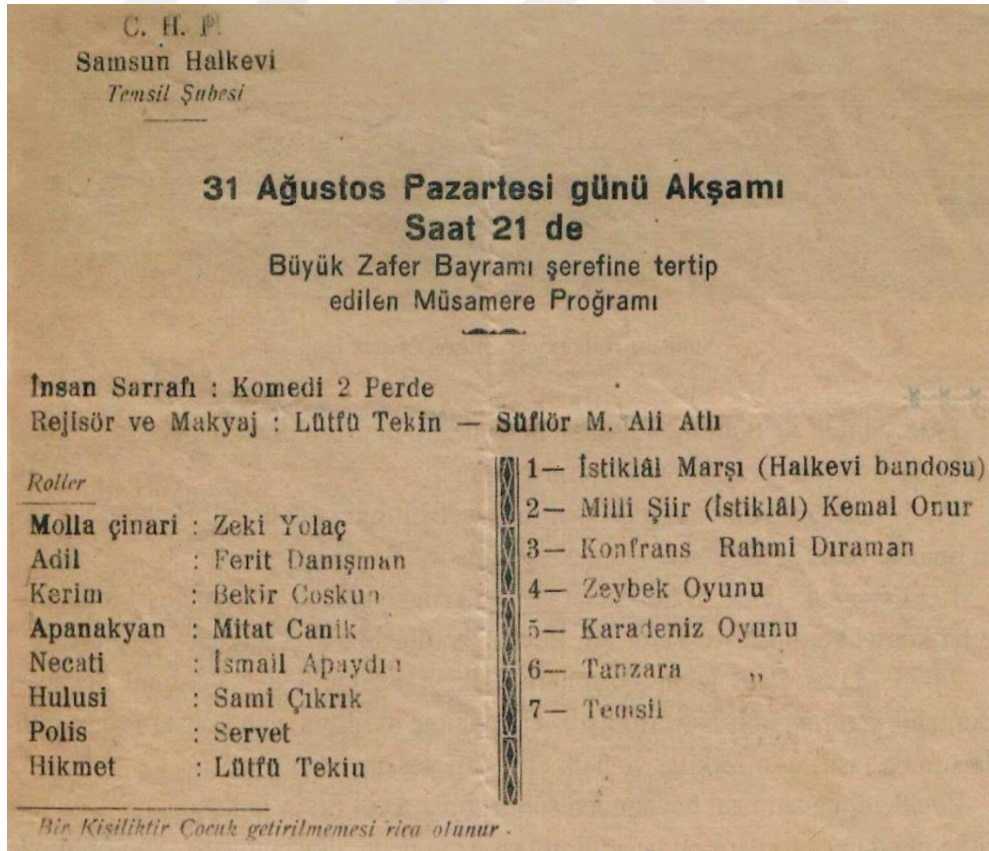 C. H. P.
Samsun Halkevi
Temsil Şubesi
31 Ağustos Pazartesi günü Akşamı
Saat 21 de
Büyük Zafer Bayramı şerefine tertip
edilen Müsamere Proğramı
İnsan Sarrafı : Komedi 2 Perde
Rejisör ve Makyaj : Lütfü Tekin — Süflör M. Ali Atlı
Roller
Molla çinari : Zeki Yolaç
Adil : Ferit Danışman
Kerim : Bekir Coskun
Apanakyan : Mitat Canik
Necati : İsmail Apaydın
Hulusi : Sami Çıkrık
Polis : Servet
Hikmet : Lütfü Tekin
1— İstiklâl Marşı (Halkevi bandosu)
2— Milli Şiir (İstiklâl) Kemal Onur
3— Konfrans Rahmi Dıraman
4— Zeybek Oyunu
5— Karadeniz Oyunu
6— Tanzara ,,
7— Temsil
Bir Kişiliktir Çocuk getirilmemesi rica olunur.